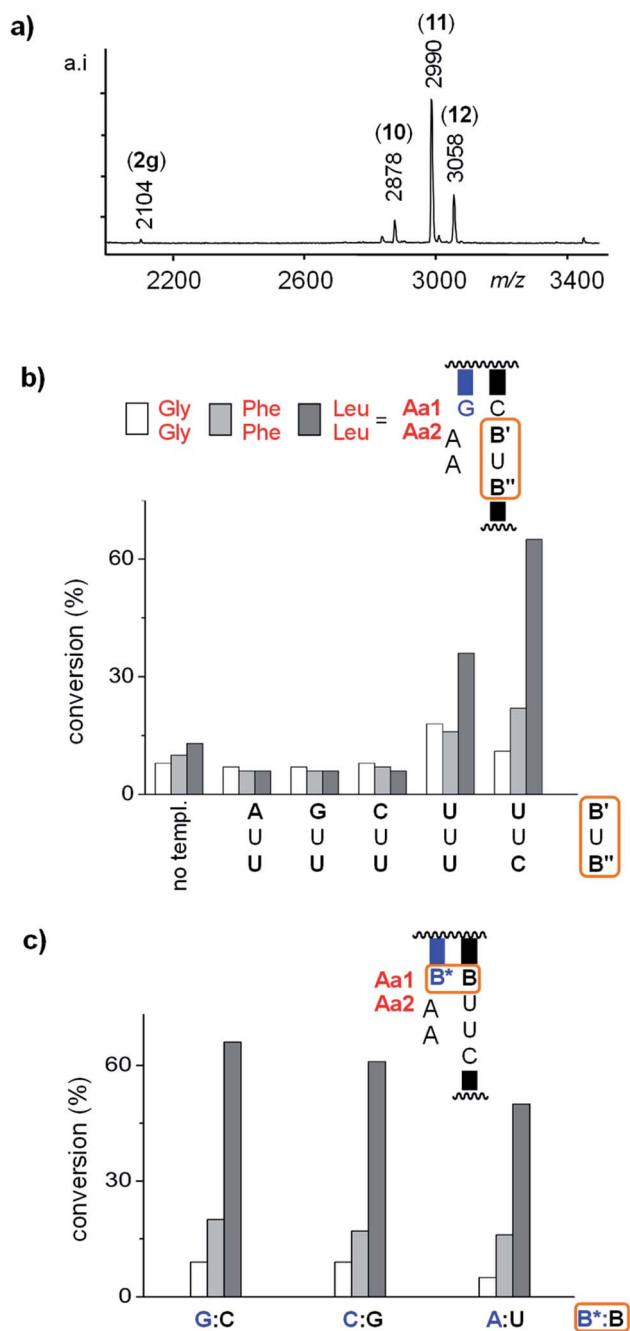 a)
a.i
(2g)
2104
(10)
2878
(11)
2990
(12)
3058
2200 2600 3000 m/z 3400
b)
Gly Phe Leu = Aa1 G C
Gly Phe Leu Aa2 A B'
A U
B''
conversion (%)
60
30
0
no templ.
A G C U U B'
U U U U U U
U U U U C B''
c)
Aa1 B* B
Aa2 A U
A U
C
conversion (%)
60
30
0
G:C C:G A:U B*:B